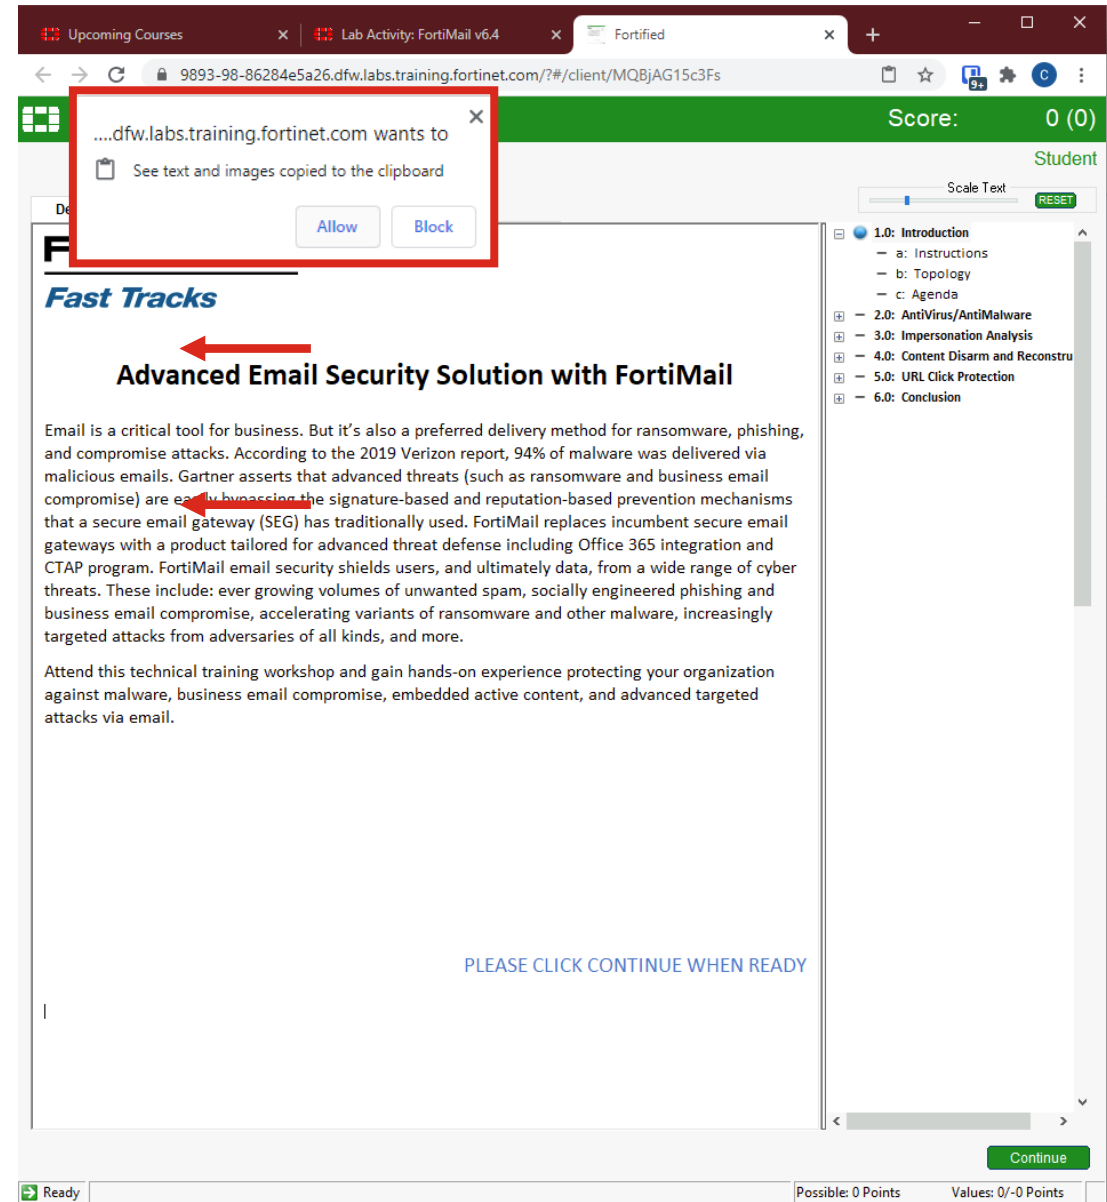 Upcoming Courses
Lab Activity: FortiMail v6.4
Fortified
9893-98-86284e5a26.dfw.labs.training.fortinet.com/?#/client/MQBjAG15c3Fs
9+
C
....dfw.labs.training.fortinet.com wants to
See text and images copied to the clipboard
Allow
Block
Score: 0 (0)
Student
Scale Text
RESET
De
F
Fast Tracks
Advanced Email Security Solution with FortiMail
Email is a critical tool for business. But it's also a preferred delivery method for ransomware, phishing,
and compromise attacks. According to the 2019 Verizon report, 94% of malware was delivered via
malicious emails. Gartner asserts that advanced threats (such as ransomware and business email
compromise) are easily bypassing the signature-based and reputation-based prevention mechanisms
that a secure email gateway (SEG) has traditionally used. FortiMail replaces incumbent secure email
gateways with a product tailored for advanced threat defense including Office 365 integration and
CTAP program. FortiMail email security shields users, and ultimately data, from a wide range of cyber
threats. These include: ever growing volumes of unwanted spam, socially engineered phishing and
business email compromise, accelerating variants of ransomware and other malware, increasingly
targeted attacks from adversaries of all kinds, and more.
Attend this technical training workshop and gain hands-on experience protecting your organization
against malware, business email compromise, embedded active content, and advanced targeted
attacks via email.
PLEASE CLICK CONTINUE WHEN READY
1.0: Introduction
a: Instructions
b: Topology
c: Agenda
2.0: AntiVirus/AntiMalware
3.0: Impersonation Analysis
4.0: Content Disarm and Reconstru
5.0: URL Click Protection
6.0: Conclusion
Continue
Ready
Possible: 0 Points
Values: 0/-0 Points